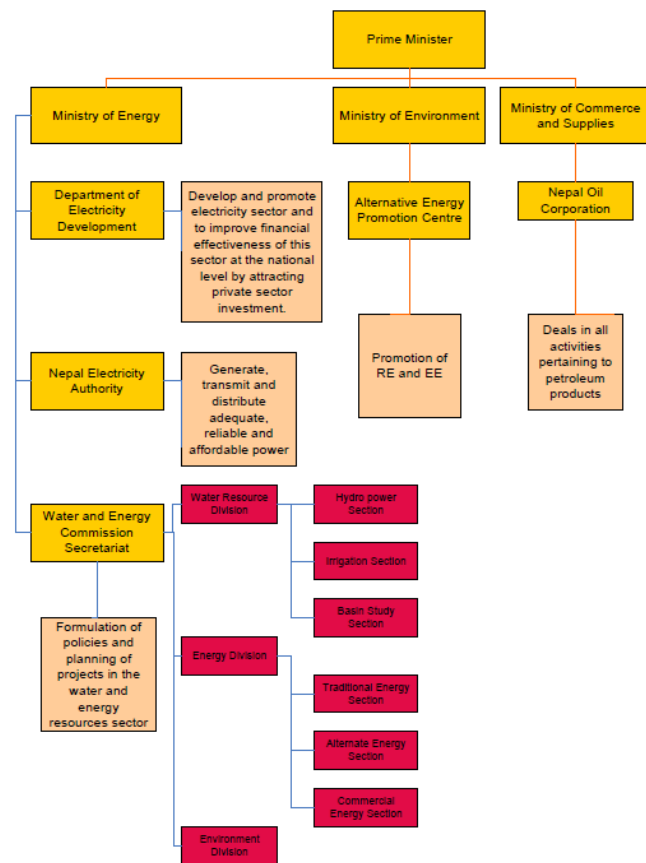 Prime Minister
Ministry of Energy
Ministry of Environment
Ministry of Commerce
and Supplies
Department of
Electricity
Development
Develop and promote
electricity sector and
to improve financial
effectiveness of this
sector at the national
level by attracting
private sector
investment.
Alternative Energy
Promotion Centre
Nepal Oil
Corporation
Nepal Electricity
Authority
Generate,
transmit and
distribute
adequate,
reliable and
affordable power
Promotion of
RE and EE
Deals in all
activities
pertaining to
petroleum
products
Water and Energy
Commission
Secretariat
Formulation of
policies and
planning of
projects in the
water and
energy
resources sector
Water Resource
Division
Hydro power
Section
Irrigation Section
Basin Study
Section
Energy Division
Traditional Energy
Section
Alternate Energy
Section
Commercial
Energy Section
Environment
Division